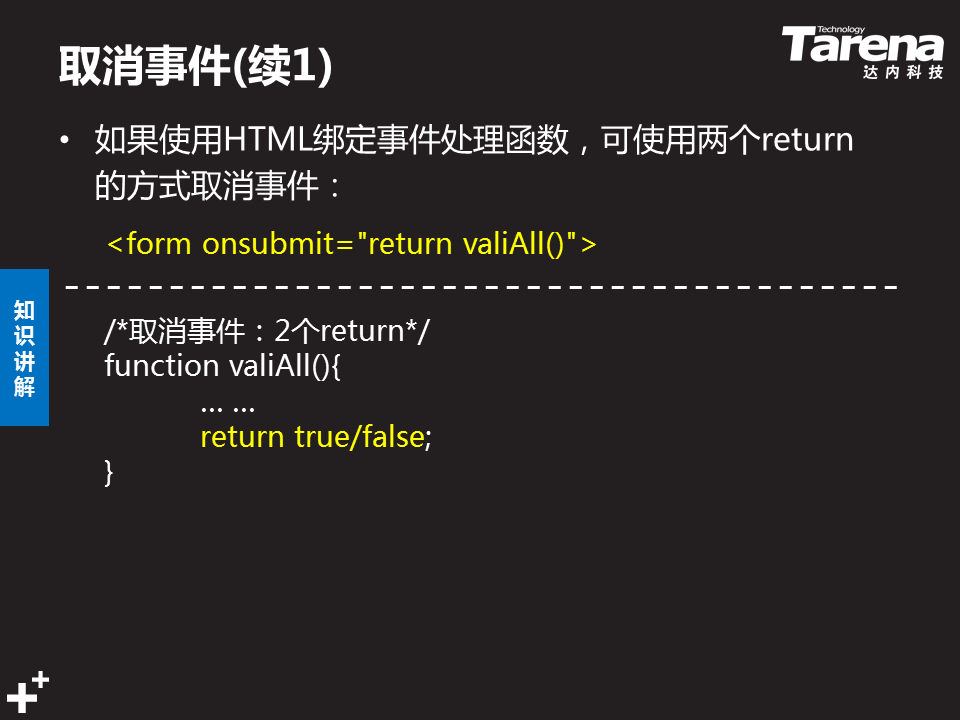 取消事件(续1)
Technology
Tarena
达内科技
• 如果使用HTML绑定事件处理函数，可使用两个return
的方式取消事件：
<form onsubmit="return valiAll()">
知识讲解
/*取消事件：2个return*/
function valiAll(){
... ...
return true/false;
}